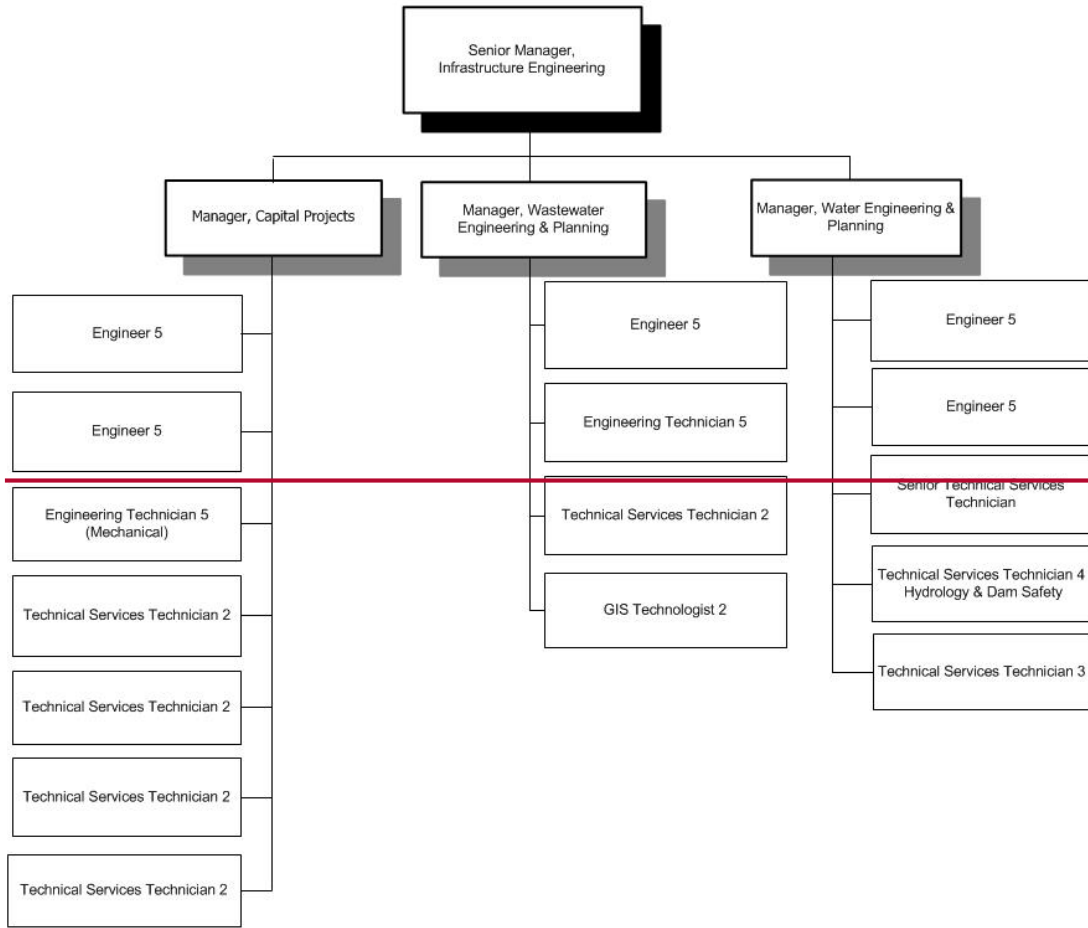 Senior Manager,
Infrastructure Engineering
Manager, Capital Projects
Manager, Wastewater
Engineering & Planning
Manager, Water Engineering &
Planning
Engineer 5
Engineer 5
Engineering Technician 5
(Mechanical)
Technical Services Technician 2
Technical Services Technician 2
Technical Services Technician 2
Technical Services Technician 2
Engineer 5
Engineering Technician 5
Technical Services Technician 2
GIS Technologist 2
Engineer 5
Engineer 5
Senior Technical Services
Technician
Technical Services Technician 4
Hydrology & Dam Safety
Technical Services Technician 3